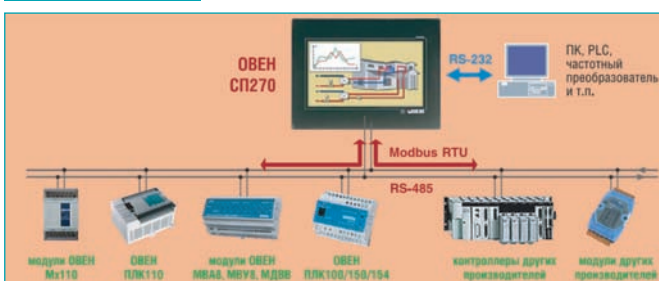 ОВЕН
СП270
RS-232
ПК, PLC,
частотный
преобразователь
и т.п.
Modbus RTU
RS-485
модули ОВЕН
Мх110
ОВЕН
ПЛК110
модули ОВЕН
МВА8, МВУ8, МДВВ
ОВЕН
ПЛК100/150/154
контроллеры других
производителей
модули других
производителей